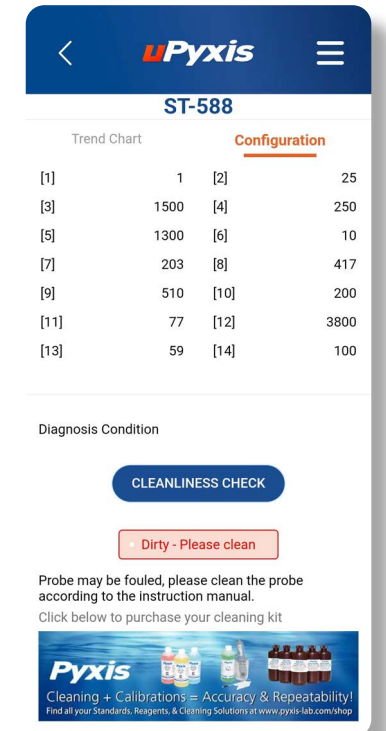 uPyxis
ST-588
Trend Chart Configuration
[1] 1 [2] 25
[3] 1500 [4] 250
[5] 1300 [6] 10
[7] 203 [8] 417
[9] 510 [10] 200
[11] 77 [12] 3800
[13] 59 [14] 100
Diagnosis Condition
CLEANLINESS CHECK
Dirty - Please clean
Probe may be fouled, please clean the probe
according to the instruction manual.
Click below to purchase your cleaning kit
Pyxis
Cleaning + Calibrations = Accuracy & Repeatability!
Find all your Standards, Reagents, & Cleaning Solutions at www.pyxis-lab.com/shop